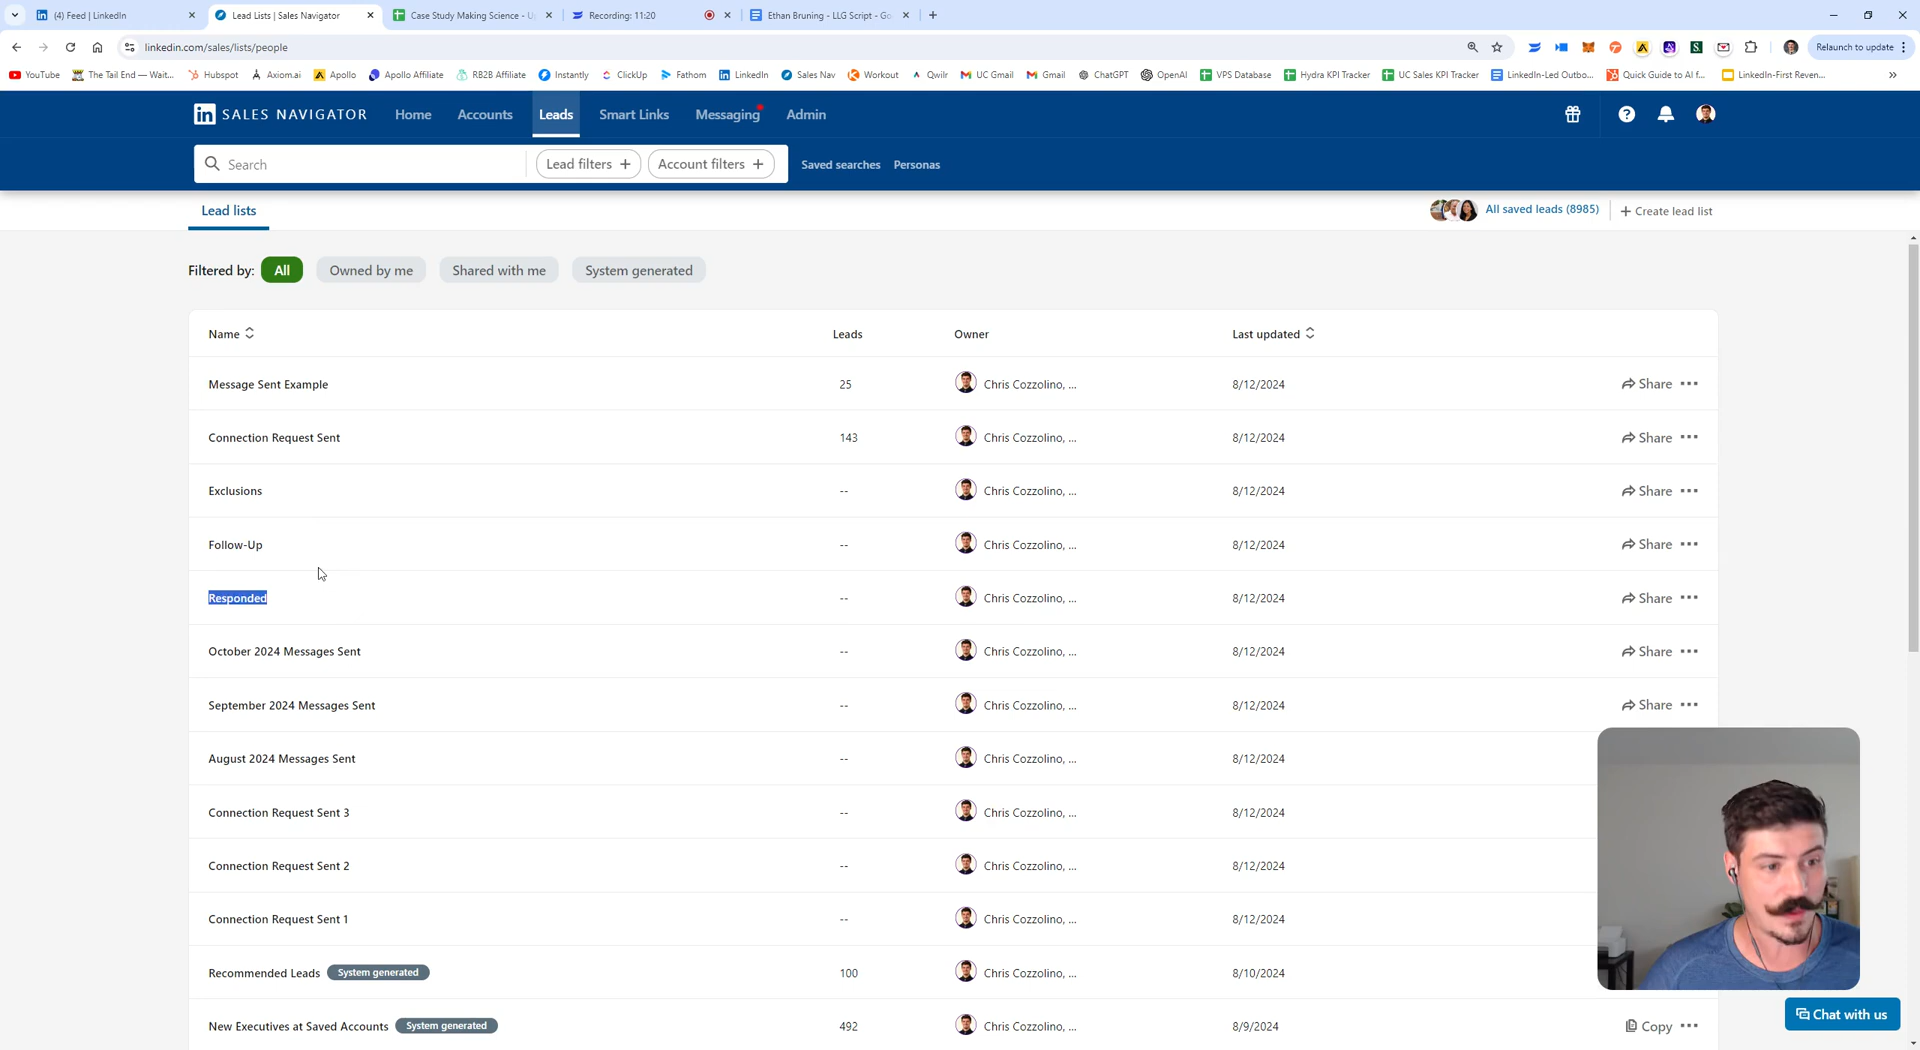 (4) Feed | LinkedIn
Lead Lists | Sales Navigator
Case Study Making Science - U
Recording: 11:20
Ethan Bruning - LLG Script - Go
linkedin.com/sales/lists/people
Relaunch to update
YouTube
The Tail End — Wait...
Hubspot
Axiom.ai
Apollo
Apollo Affiliate
RB2B Affiliate
Instantly
ClickUp
Fathom
LinkedIn
Sales Nav
Workout
Qwilr
UC Gmail
Gmail
ChatGPT
OpenAI
VPS Database
Hydra KPI Tracker
UC Sales KPI Tracker
LinkedIn-Led Outbo...
Quick Guide to AI f...
LinkedIn-First Reven...
in SALES NAVIGATOR
Home
Accounts
Leads
Smart Links
Messaging
Admin
Search
Lead filters +
Account filters +
Saved searches
Personas
Lead lists
All saved leads (8985)
+ Create lead list
Filtered by:
All
Owned by me
Shared with me
System generated
Name
Leads
Owner
Last updated
Message Sent Example 25 Chris Cozzolino, ... 8/12/2024 Share
Connection Request Sent 143 Chris Cozzolino, ... 8/12/2024 Share
Exclusions -- Chris Cozzolino, ... 8/12/2024 Share
Follow-Up -- Chris Cozzolino, ... 8/12/2024 Share
Responded -- Chris Cozzolino, ... 8/12/2024 Share
October 2024 Messages Sent -- Chris Cozzolino, ... 8/12/2024 Share
September 2024 Messages Sent -- Chris Cozzolino, ... 8/12/2024 Share
August 2024 Messages Sent -- Chris Cozzolino, ... 8/12/2024
Connection Request Sent 3 -- Chris Cozzolino, ... 8/12/2024
Connection Request Sent 2 -- Chris Cozzolino, ... 8/12/2024
Connection Request Sent 1 -- Chris Cozzolino, ... 8/12/2024
Recommended Leads System generated 100 Chris Cozzolino, ... 8/10/2024
New Executives at Saved Accounts System generated 492 Chris Cozzolino, ... 8/9/2024 Copy
Chat with us